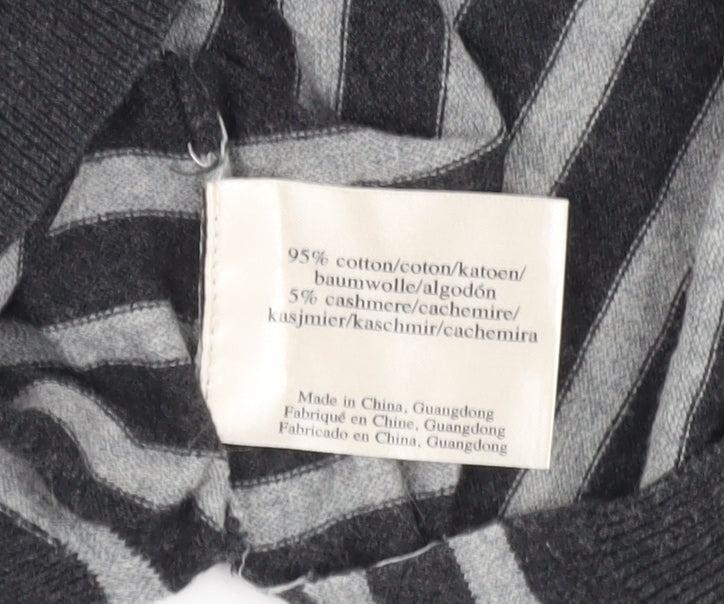 95% cotton/coton/katoen/
baumwolle/algodón
5% cashmere/cachemire/
kasjmier/kaschmir/cachemira
Made in China, Guangdong
Fabriqué en Chine, Guangdong
Fabricado en China, Guangdong